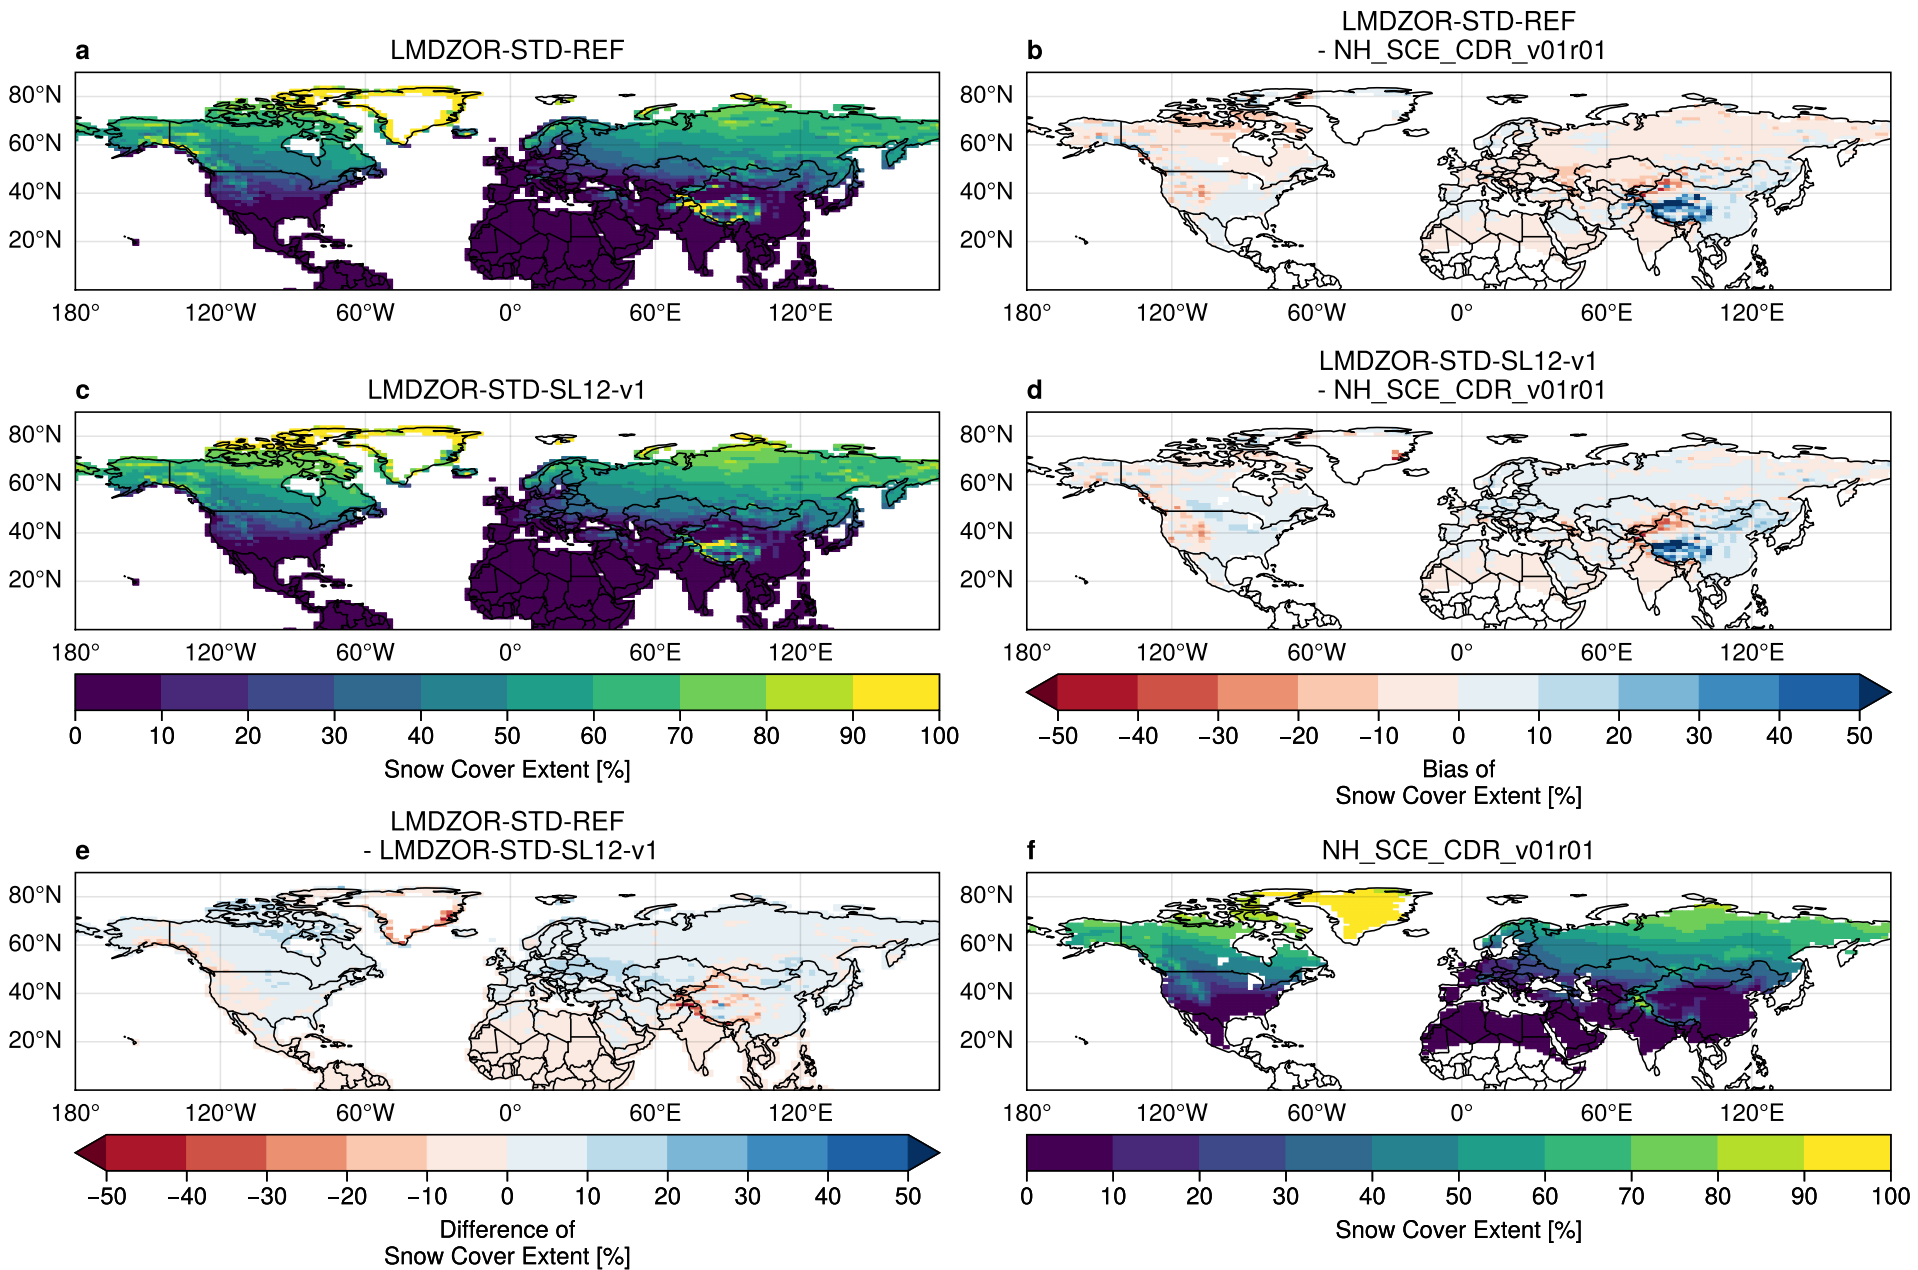 a
LMDZOR-STD-REF
80°N
60°N
40°N
20°N
180°
120°W
60°W
0°
60°E
120°E
b
LMDZOR-STD-REF
- NH_SCE_CDR_v01r01
80°N
60°N
40°N
20°N
180°
120°W
60°W
0°
60°E
120°E
c
LMDZOR-STD-SL12-v1
80°N
60°N
40°N
20°N
180°
120°W
60°W
0°
60°E
120°E
0 10 20 30 40 50 60 70 80 90 100
Snow Cover Extent [%]
d
LMDZOR-STD-SL12-v1
- NH_SCE_CDR_v01r01
80°N
60°N
40°N
20°N
180°
120°W
60°W
0°
60°E
120°E
−50 −40 −30 −20 −10 0 10 20 30 40 50
Bias of
Snow Cover Extent [%]
e
LMDZOR-STD-REF
- LMDZOR-STD-SL12-v1
80°N
60°N
40°N
20°N
180°
120°W
60°W
0°
60°E
120°E
−50 −40 −30 −20 −10 0 10 20 30 40 50
Difference of
Snow Cover Extent [%]
f
NH_SCE_CDR_v01r01
80°N
60°N
40°N
20°N
180°
120°W
60°W
0°
60°E
120°E
0 10 20 30 40 50 60 70 80 90 100
Snow Cover Extent [%]